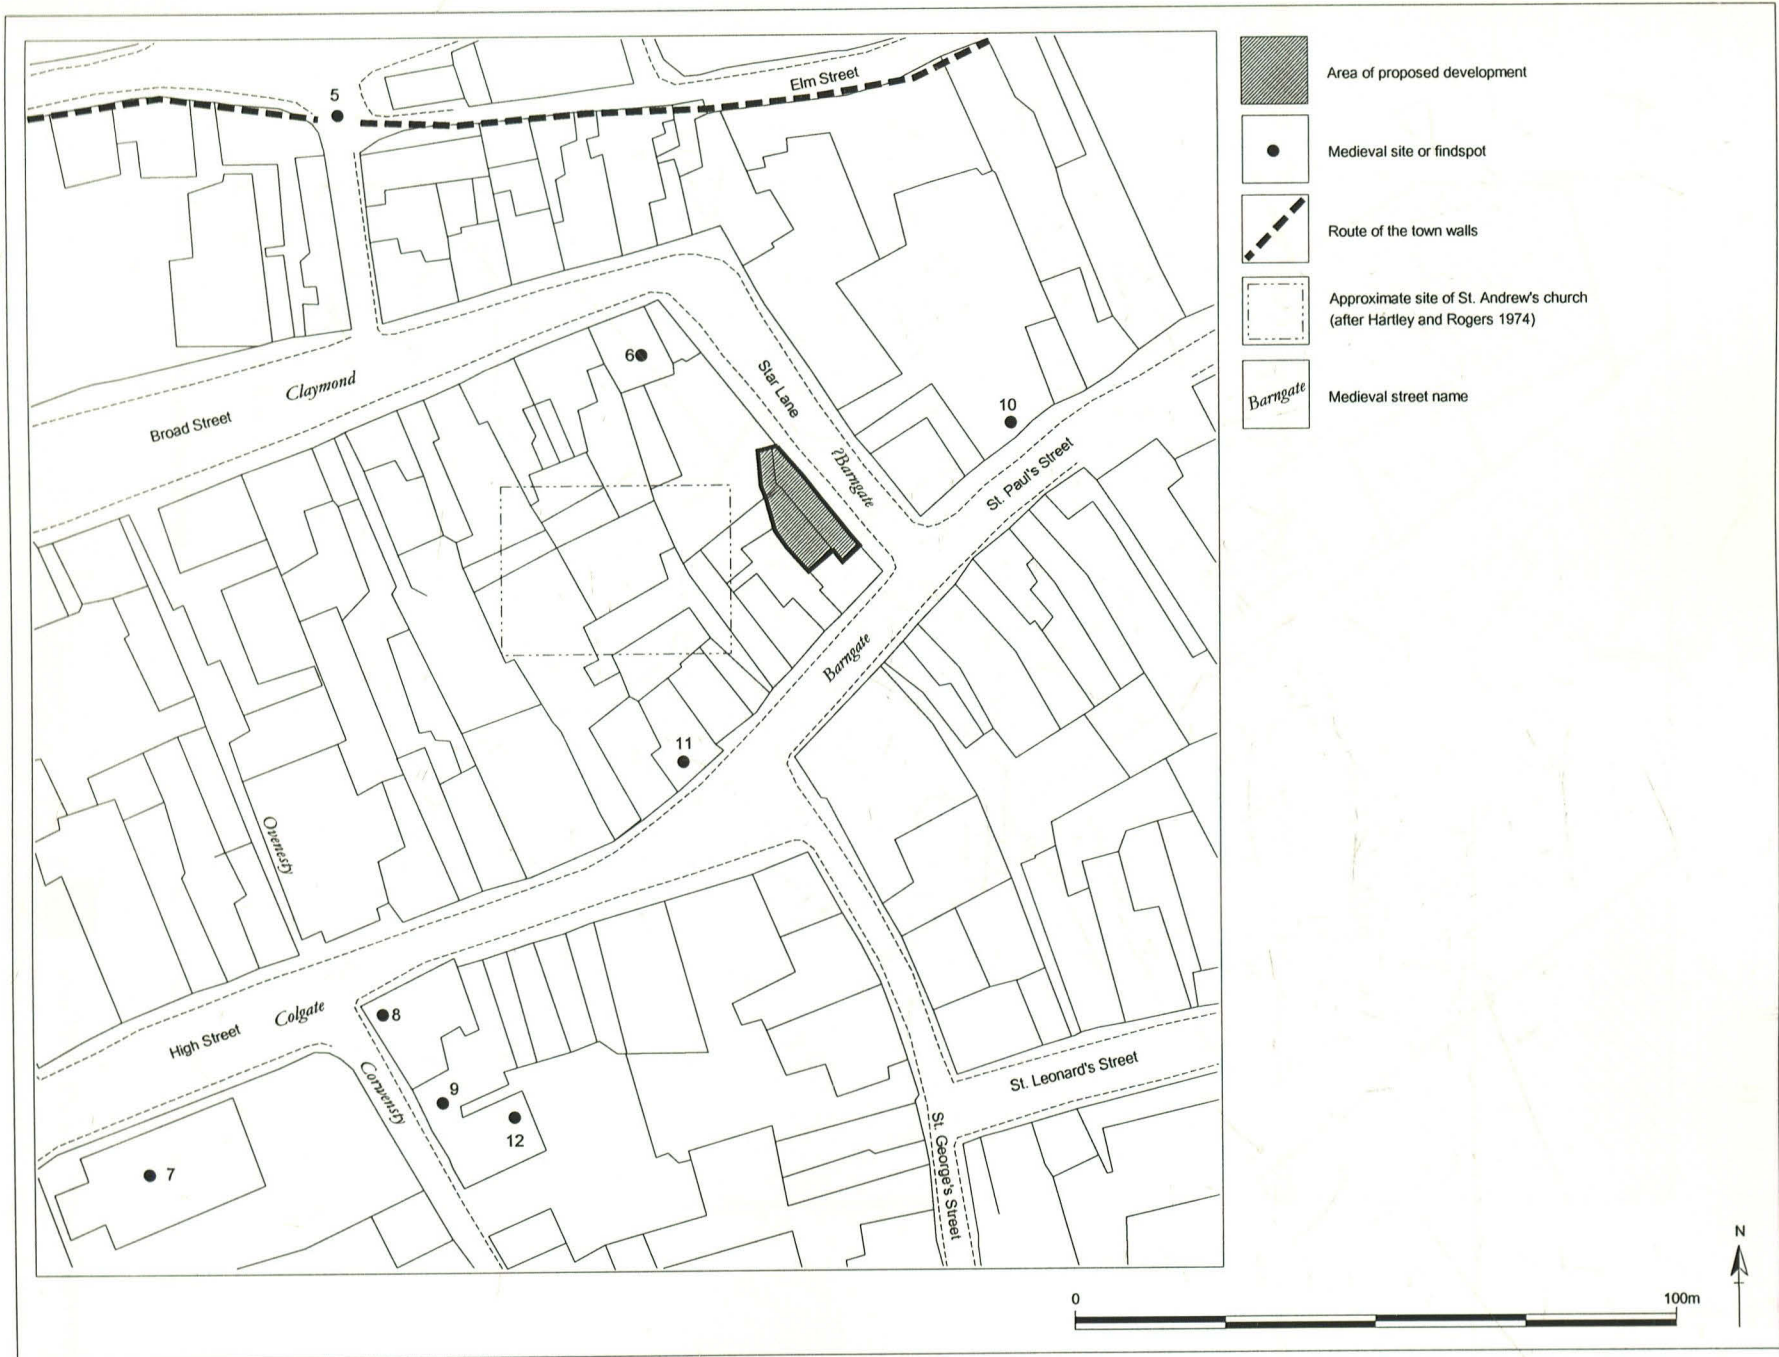 5
Elm Street
6
Claymond
Broad Street
Star Lane
?Barngate
10
St. Paul's Street
Barngate
11
Ovenesty
8
Colgate
High Street
Corwensty
9
12
7
St. Leonard's Street
St. George's Street
Area of proposed development
Medieval site or findspot
Route of the town walls
Approximate site of St. Andrew's church
(after Hartley and Rogers 1974)
Barngate
Medieval street name
N
0
100m